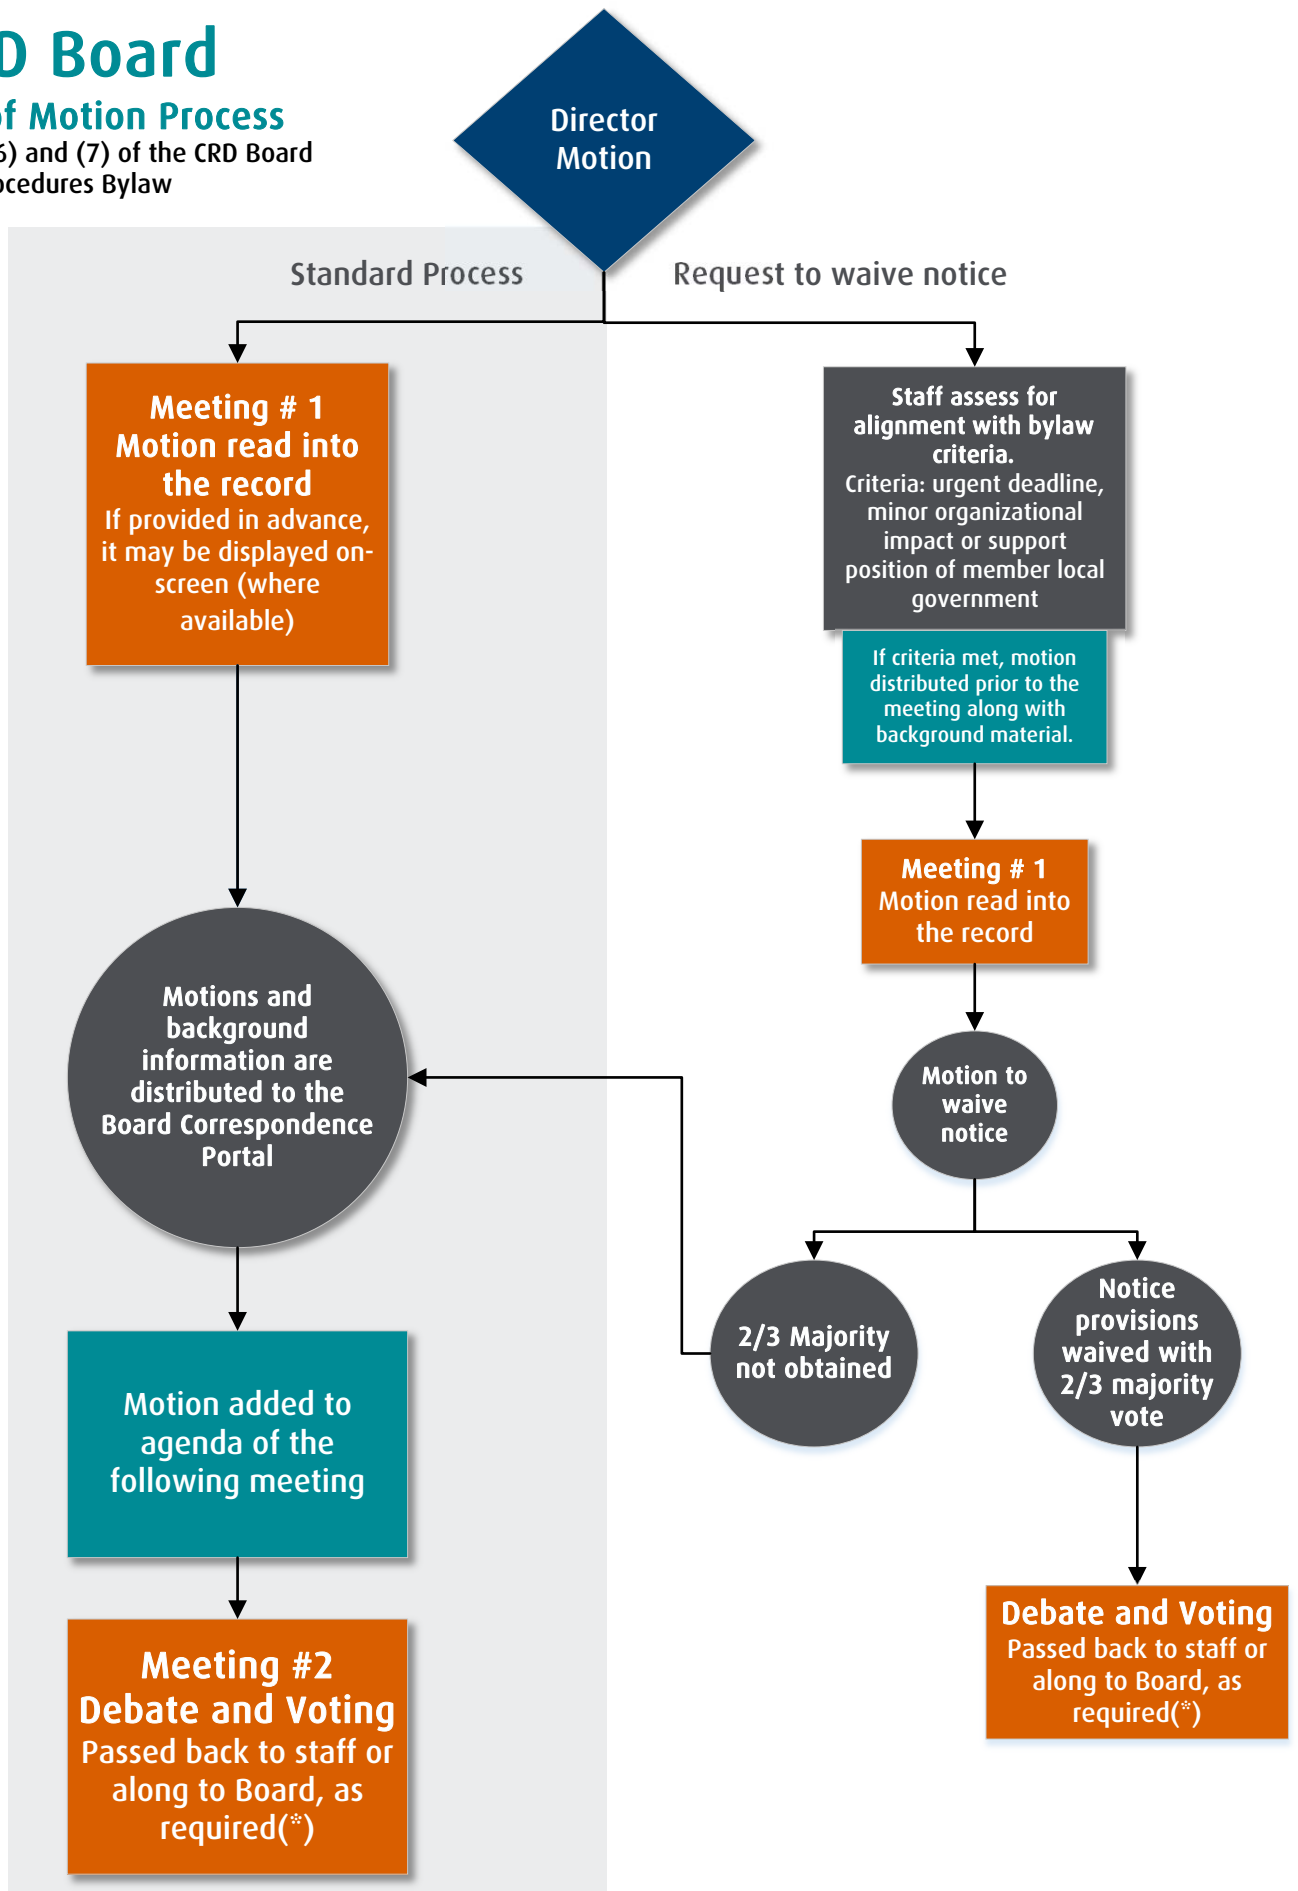 D Board
of Motion Process
6) and (7) of the CRD Board
ocedures Bylaw
Director
Motion
Standard Process
Request to waive notice
Meeting # 1
Motion read into
the record
If provided in advance,
it may be displayed on-
screen (where
available)
Staff assess for
alignment with bylaw
criteria.
Criteria: urgent deadline,
minor organizational
impact or support
position of member local
government
If criteria met, motion
distributed prior to the
meeting along with
background material.
Meeting # 1
Motion read into
the record
Motions and
background
information are
distributed to the
Board Correspondence
Portal
Motion to
waive
notice
2/3 Majority
not obtained
Notice
provisions
waived with
2/3 majority
vote
Motion added to
agenda of the
following meeting
Meeting #2
Debate and Voting
Passed back to staff or
along to Board, as
required(*)
Debate and Voting
Passed back to staff or
along to Board, as
required(*)